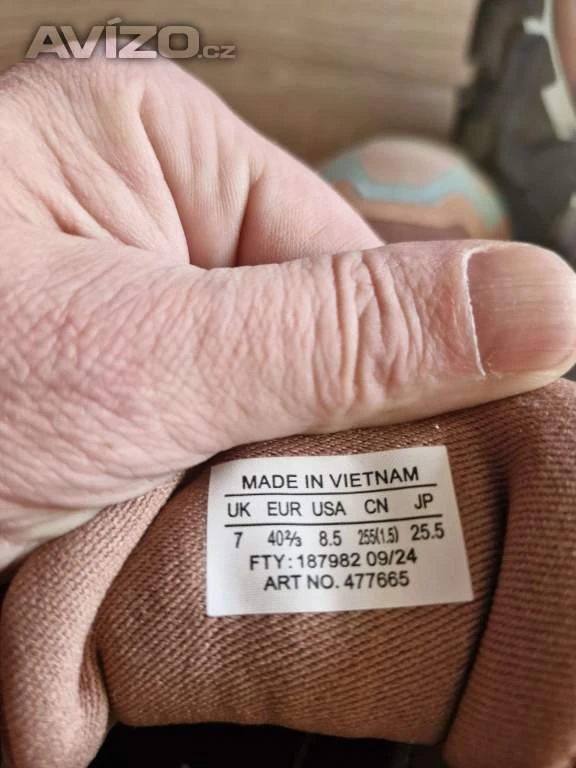 AVÍZO.cz
MADE IN VIETNAM
UK EUR USA CN JP
7 40⅔ 8.5 255(1.5) 25.5
FTY: 187982 09/24
ART NO. 477665